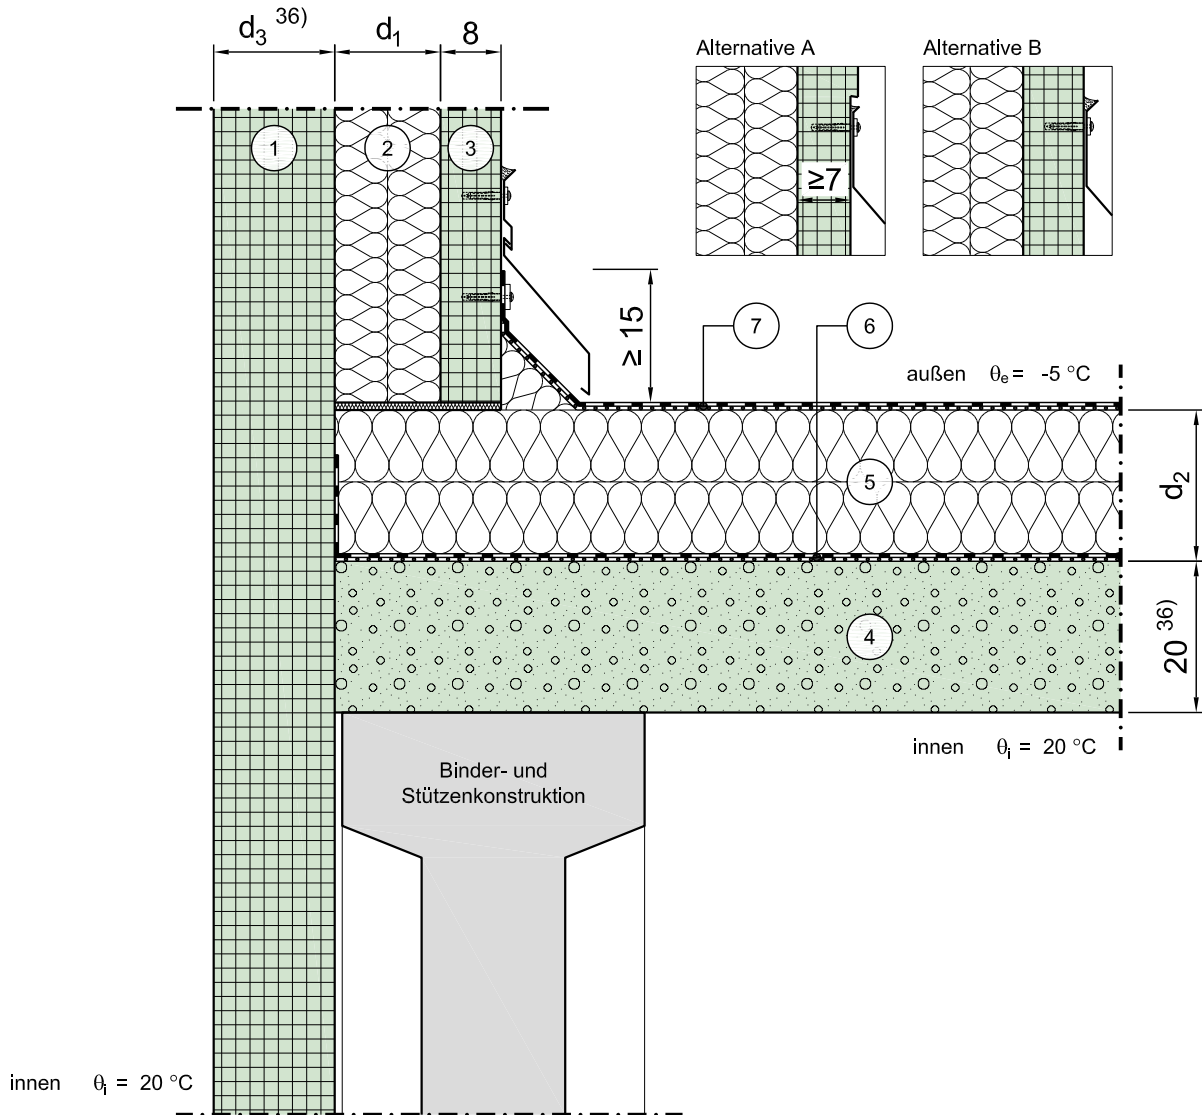 d3 36)
d1
8
Alternative A
Alternative B
1
2
3
≥7
≥ 15
7
6
außen θe = -5 °C
5
d2
4
20 36)
innen θi = 20 °C
Binder- und
Stützenkonstruktion
innen θi = 20 °C